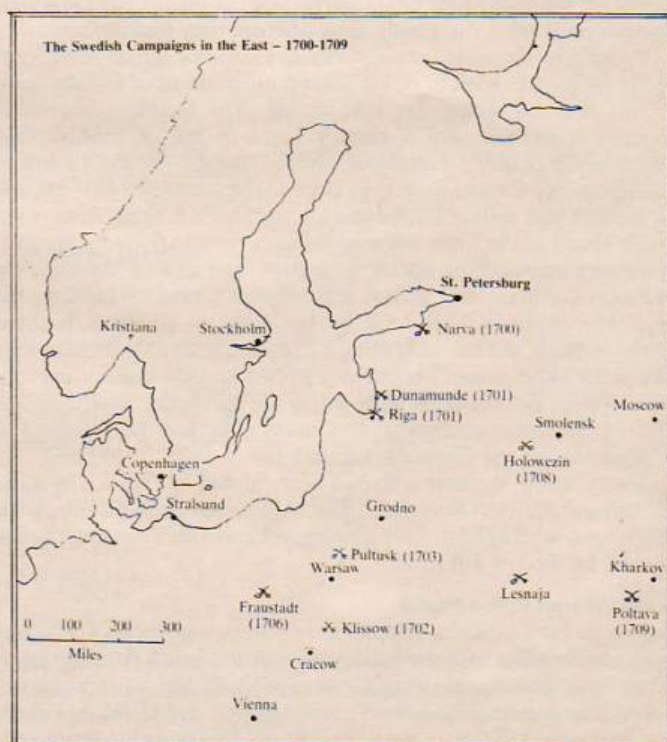 The Swedish Campaigns in the East – 1700-1709
St. Petersburg
Kristiana
Stockholm
Narva (1700)
Dunamunde (1701)
Riga (1701)
Moscow
Smolensk
Holowczin
(1708)
Copenhagen
Stralsund
Grodno
Pultusk (1703)
Warsaw
Kharkov
Lesnaja
Poltava
(1709)
Fraustadt
(1706)
Klissow (1702)
0 100 200 300
Miles
Cracow
Vienna